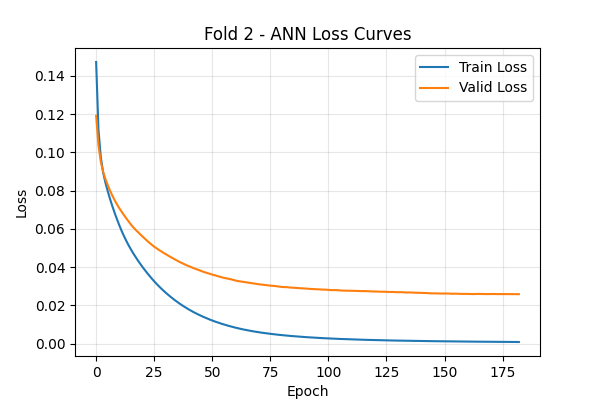 Fold 2 - ANN Loss Curves
Train Loss
Valid Loss
0.14
0.12
0.10
0.08
0.06
0.04
0.02
0.00
Loss
0 25 50 75 100 125 150 175
Epoch